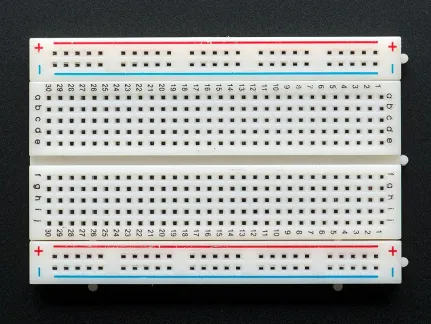 + +
− −
30 29 28 27 26 25 24 23 22 21 20 19 18 17 16 15 14 13 12 11 10 9 8 7 6 5 4 3 2 1
a a
b b
c c
d d
e e
f f
g g
h h
i i
j j
30 29 28 27 26 25 24 23 22 21 20 19 18 17 16 15 14 13 12 11 10 9 8 7 6 5 4 3 2 1
+ +
− −